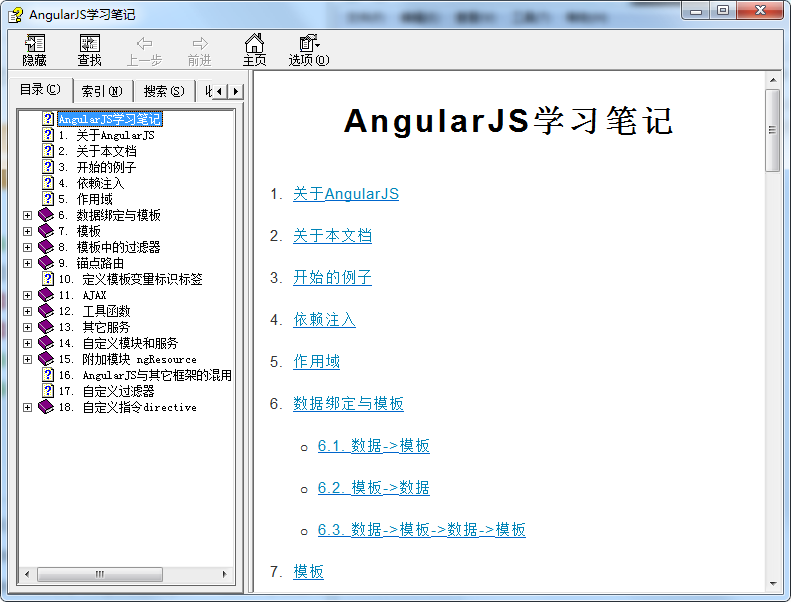 AngularJS学习笔记
隐藏
查找
上一步
前进
主页
选项(O)
目录(C)
索引(N)
搜索(S)
AngularJS学习笔记
1. 关于AngularJS
2. 关于本文档
3. 开始的例子
4. 依赖注入
5. 作用域
6. 数据绑定与模板
7. 模板
8. 模板中的过滤器
9. 锚点路由
10. 定义模板变量标识标签
11. AJAX
12. 工具函数
13. 其它服务
14. 自定义模块和服务
15. 附加模块 ngResource
16. AngularJS与其它框架的混用
17. 自定义过滤器
18. 自定义指令directive
AngularJS学习笔记
1. 关于AngularJS
2. 关于本文档
3. 开始的例子
4. 依赖注入
5. 作用域
6. 数据绑定与模板
6.1. 数据->模板
6.2. 模板->数据
6.3. 数据->模板->数据->模板
7. 模板